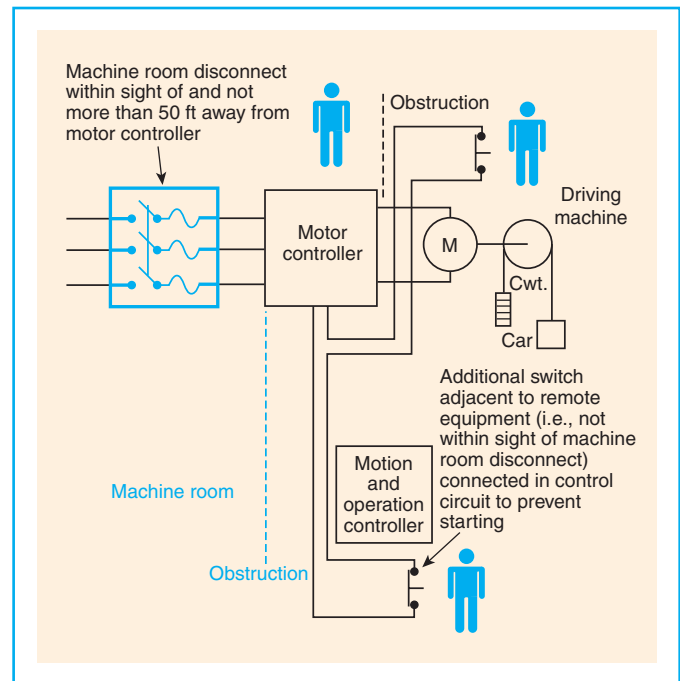 Machine room disconnect
within sight of and not
more than 50 ft away from
motor controller
Obstruction
Driving
machine
Motor
controller
M
Cwt.
Car
Additional switch
adjacent to remote
equipment (i.e., not
within sight of machine
room disconnect)
connected in control
circuit to prevent
starting
Motion
and
operation
controller
Machine room
Obstruction